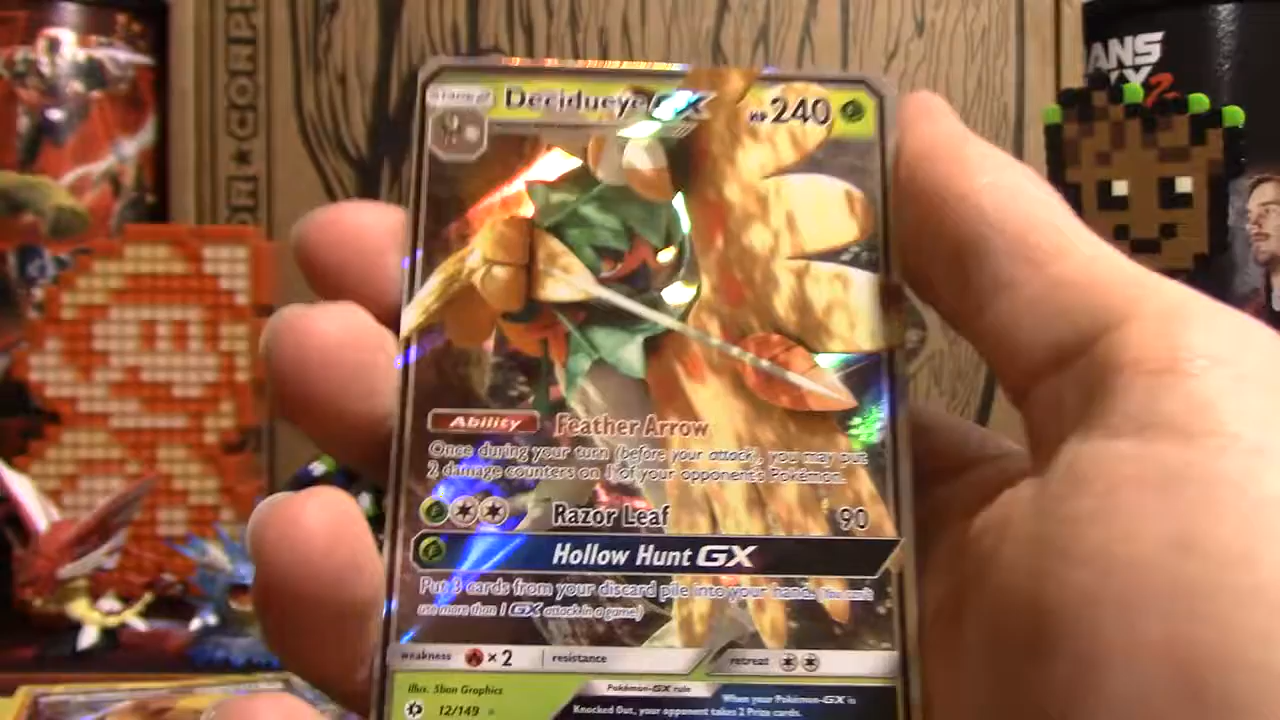 STAGE 2
Decidueye GX
HP 240
Ability Feather Arrow
Once during your turn (before your attack), you may put
2 damage counters on 1 of your opponent's Pokémon.
Razor Leaf 90
Hollow Hunt GX
Put 3 cards from your discard pile into your hand. (You can't
use more than 1 GX attack in a game.)
weakness ×2 resistance retreat
Illus. 5ban Graphics
12/149
Pokémon-GX rule
When your Pokémon-GX is
Knocked Out, your opponent takes 2 Prize cards.
ANS